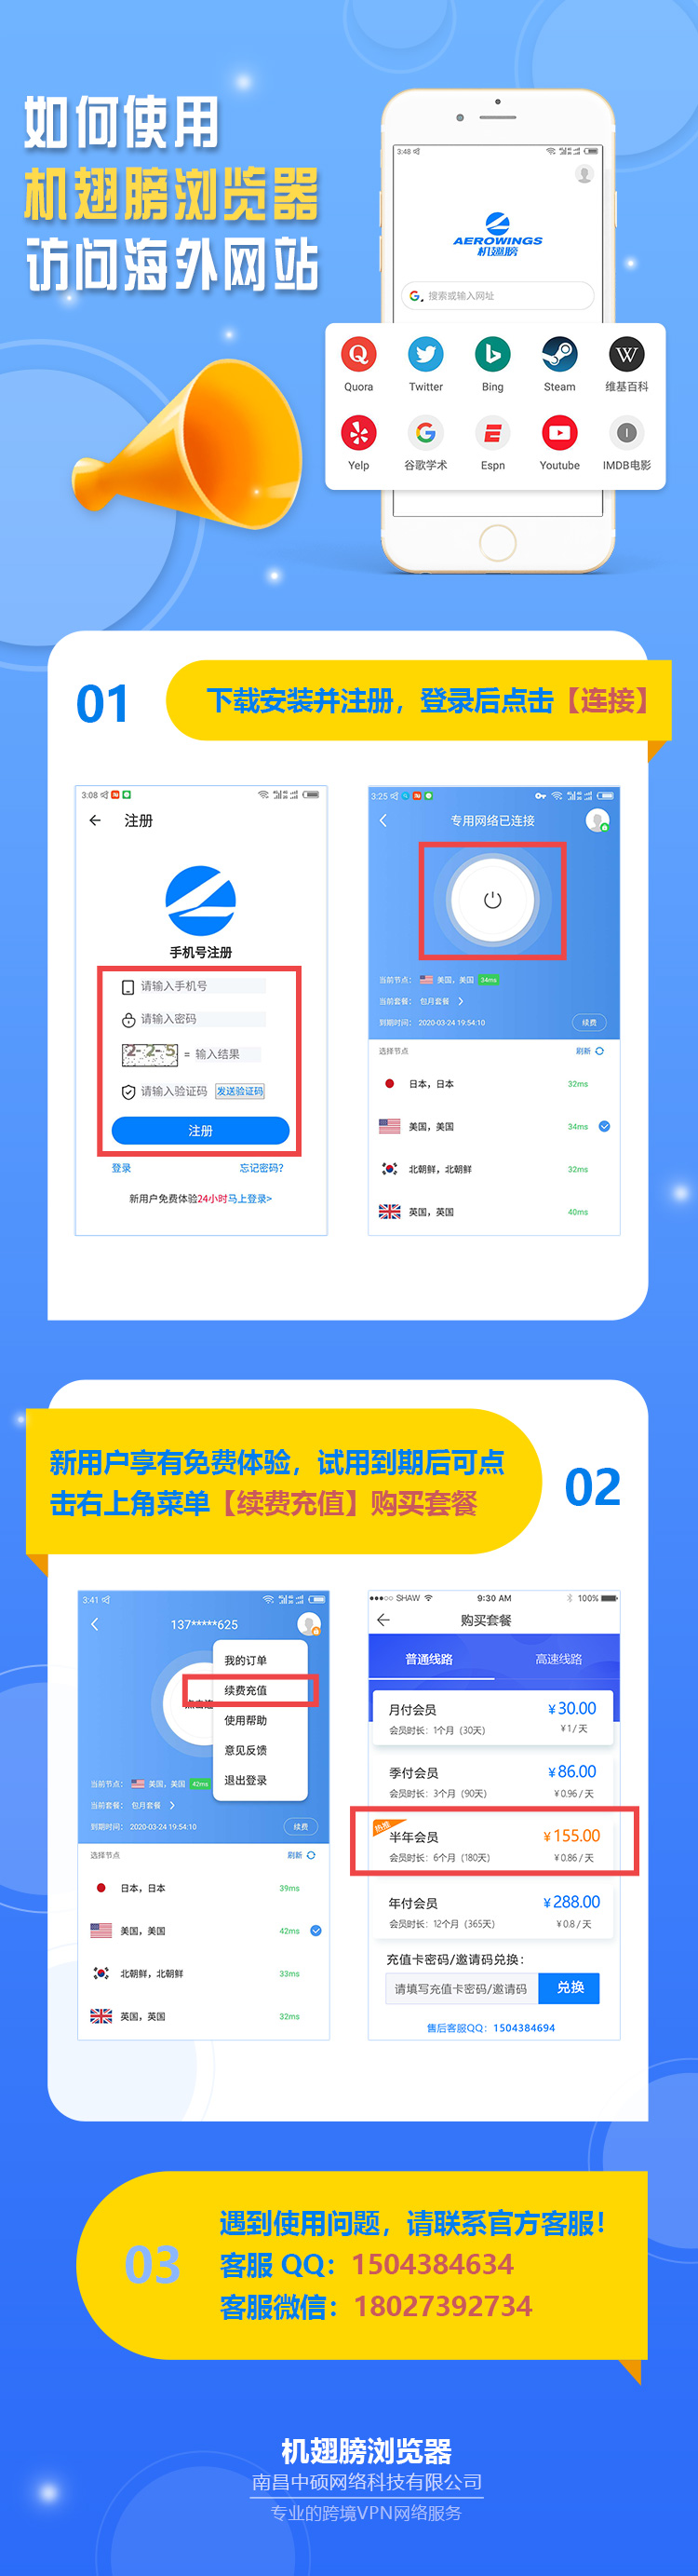 如何使用
机翅膀浏览器
访问海外网站
3:48
AEROWINGS
机翅膀
搜索或输入网址
Quora
Twitter
Bing
Steam
维基百科
Yelp
谷歌学术
Espn
Youtube
IMDB电影
01
下载安装并注册，登录后点击【连接】
3:08
注册
手机号注册
请输入手机号
请输入密码
2-2-5 = 输入结果
请输入验证码 发送验证码
注册
登录 忘记密码?
新用户免费体验24小时马上登录>
3:25
专用网络已连接
当前节点： 美国，美国 34ms
当前套餐： 包月套餐
到期时间： 2020-03-24 19:54:10 续费
选择节点 刷新
日本，日本 32ms
美国，美国 34ms
北朝鲜，北朝鲜 32ms
英国，英国 40ms
新用户享有免费体验，试用到期后可点
击右上角菜单【续费充值】购买套餐
02
3:41
137*****625
我的订单
续费充值
使用帮助
意见反馈
退出登录
当前节点： 美国，美国 42ms
当前套餐： 包月套餐
到期时间： 2020-03-24 19:54:10 续费
选择节点 刷新
日本，日本 39ms
美国，美国 42ms
北朝鲜，北朝鲜 33ms
英国，英国 32ms
SHAW 9:30 AM 100%
购买套餐
普通线路 高速线路
月付会员 ¥30.00
会员时长：1个月（30天） ¥1/天
季付会员 ¥86.00
会员时长：3个月（90天） ¥0.96/天
热推
半年会员 ¥155.00
会员时长：6个月（180天） ¥0.86/天
年付会员 ¥288.00
会员时长：12个月（365天） ¥0.8/天
充值卡密码/邀请码兑换：
请填写充值卡密码/邀请码 兑换
售后客服QQ：1504384694
03
遇到使用问题，请联系官方客服！
客服 QQ：1504384634
客服微信：18027392734
机翅膀浏览器
南昌中硕网络科技有限公司
专业的跨境VPN网络服务